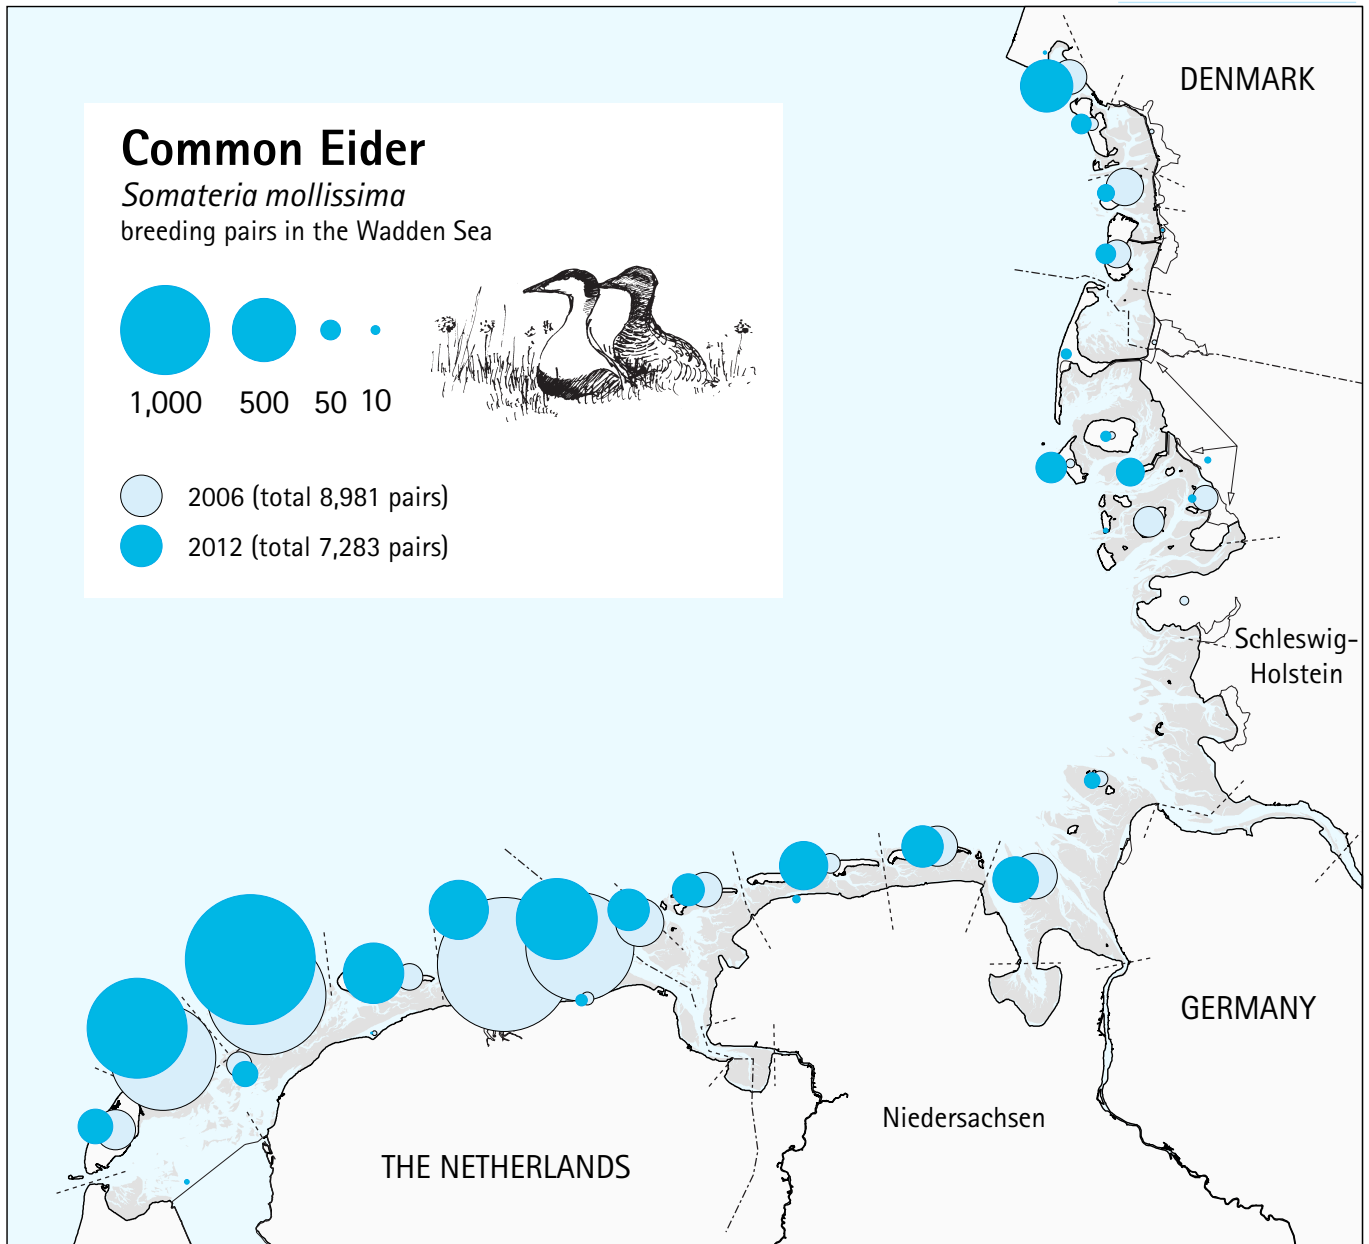 DENMARK
Common Eider
Somateria mollissima
breeding pairs in the Wadden Sea
1,000 500 50 10
2006 (total 8,981 pairs)
2012 (total 7,283 pairs)
Schleswig-
Holstein
GERMANY
Niedersachsen
THE NETHERLANDS